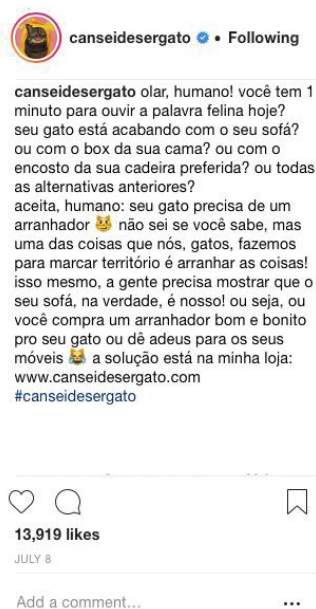 canseidesergato • Following
canseidesergato olar, humano! você tem 1
minuto para ouvir a palavra felina hoje?
seu gato está acabando com o seu sofá?
ou com o box da sua cama? ou com o
encosto da sua cadeira preferida? ou todas
as alternativas anteriores?
aceita, humano: seu gato precisa de um
arranhador 😼 não sei se você sabe, mas
uma das coisas que nós, gatos, fazemos
para marcar território é arranhar as coisas!
isso mesmo, a gente precisa mostrar que o
seu sofá, na verdade, é nosso! ou seja, ou
você compra um arranhador bom e bonito
pro seu gato ou dê adeus para os seus
móveis 😹 a solução está na minha loja:
www.canseidesergato.com
#canseidesergato
13,919 likes
JULY 8
Add a comment...